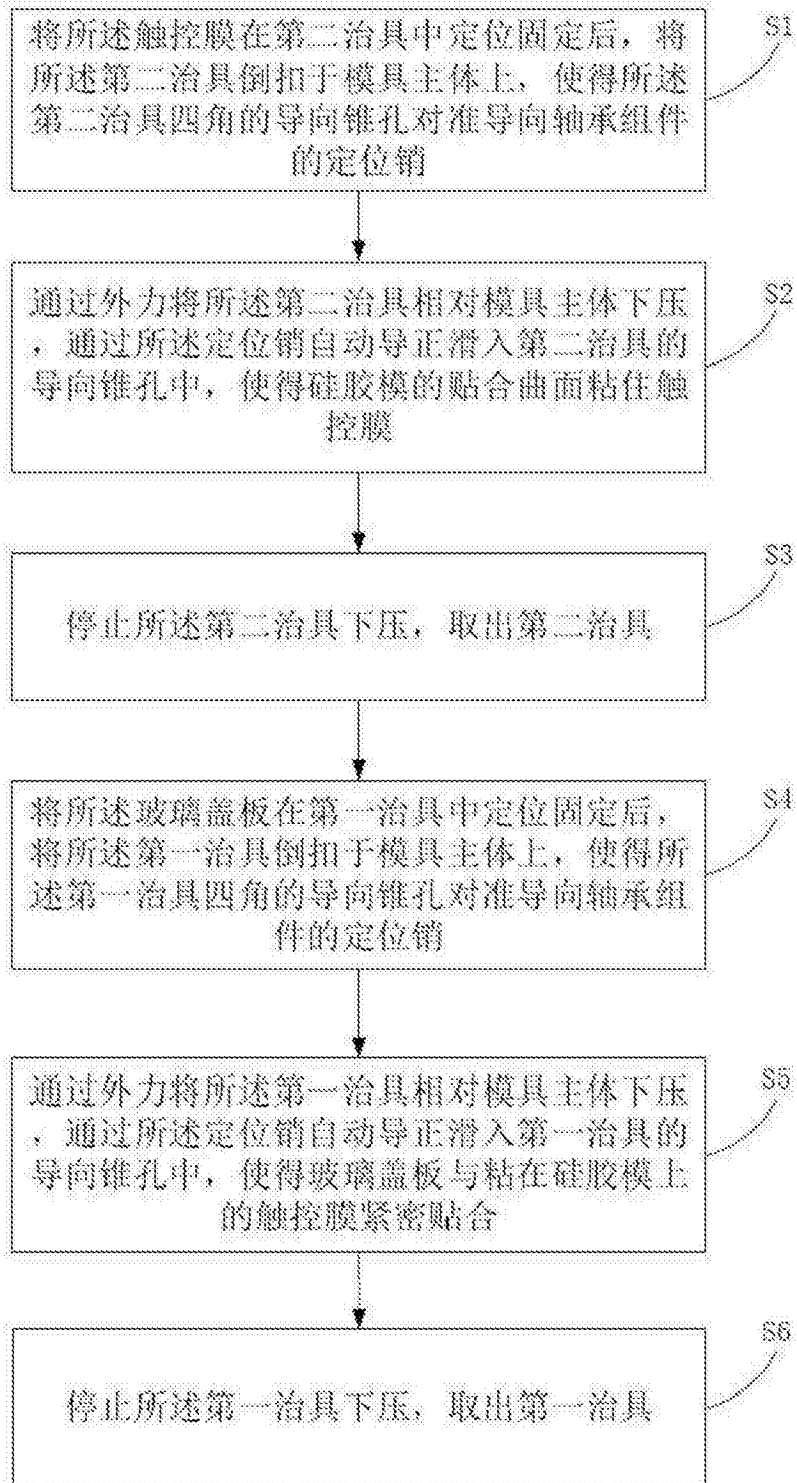 将所述触控膜在第二治具中定位固定后，将
所述第二治具倒扣于模具主体上，使得所述
第二治具四角的导向锥孔对准导向轴承组件
的定位销
S1
通过外力将所述第二治具相对模具主体下压
，通过所述定位销自动导正滑入第二治具的
导向锥孔中，使得硅胶模的贴合曲面粘住触
控膜
S2
停止所述第二治具下压，取出第二治具
S3
将所述玻璃盖板在第一治具中定位固定后，
将所述第一治具倒扣于模具主体上，使得所
述第一治具四角的导向锥孔对准导向轴承组
件的定位销
S4
通过外力将所述第一治具相对模具主体下压
，通过所述定位销自动导正滑入第一治具的
导向锥孔中，使得玻璃盖板与粘在硅胶模上
的触控膜紧密贴合
S5
停止所述第一治具下压，取出第一治具
S6